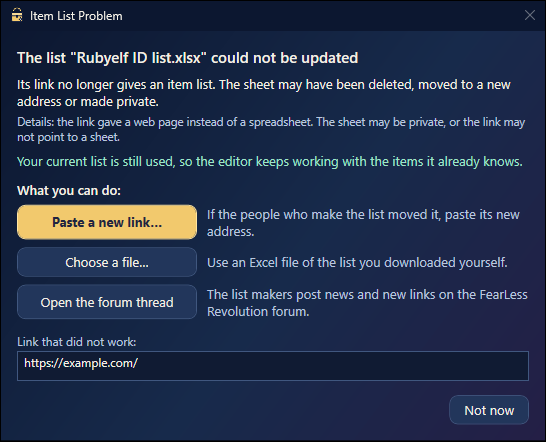 Item List Problem
The list "Rubyelf ID list.xlsx" could not be updated
Its link no longer gives an item list. The sheet may have been deleted, moved to a new
address or made private.
Details: the link gave a web page instead of a spreadsheet. The sheet may be private, or the link may
not point to a sheet.
Your current list is still used, so the editor keeps working with the items it already knows.
What you can do:
Paste a new link...
If the people who make the list moved it, paste its new
address.
Choose a file...
Use an Excel file of the list you downloaded yourself.
Open the forum thread
The list makers post news and new links on the FearLess
Revolution forum.
Link that did not work:
https://example.com/
Not now